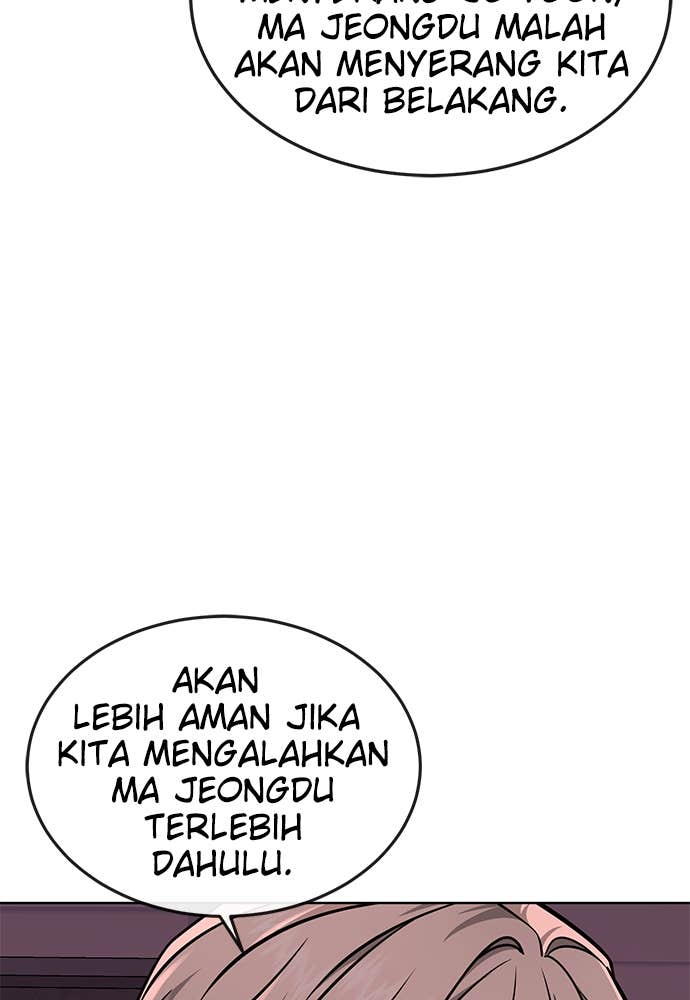 MA JEONGDU MALAH
AKAN MENYERANG KITA
DARI BELAKANG.
AKAN
LEBIH AMAN JIKA
KITA MENGALAHKAN
MA JEONGDU
TERLEBIH
DAHULU.